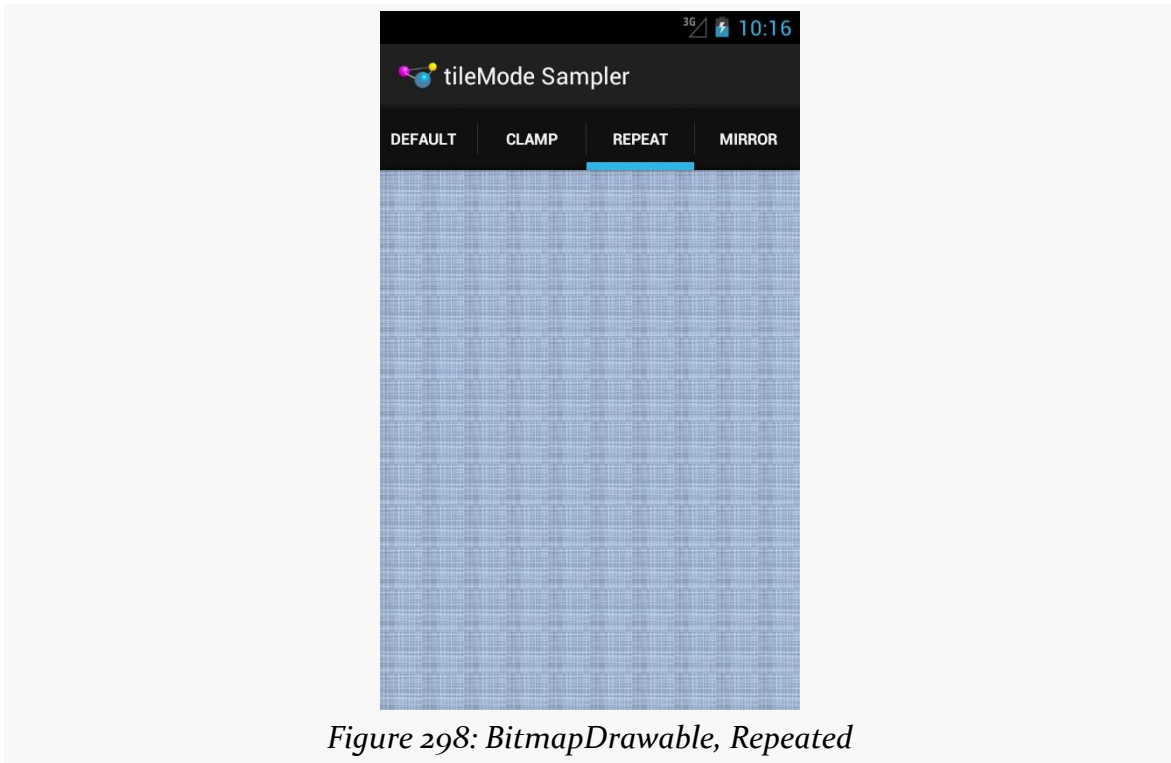 3G 10:16
tileMode Sampler
DEFAULT CLAMP REPEAT MIRROR
Figure 298: BitmapDrawable, Repeated